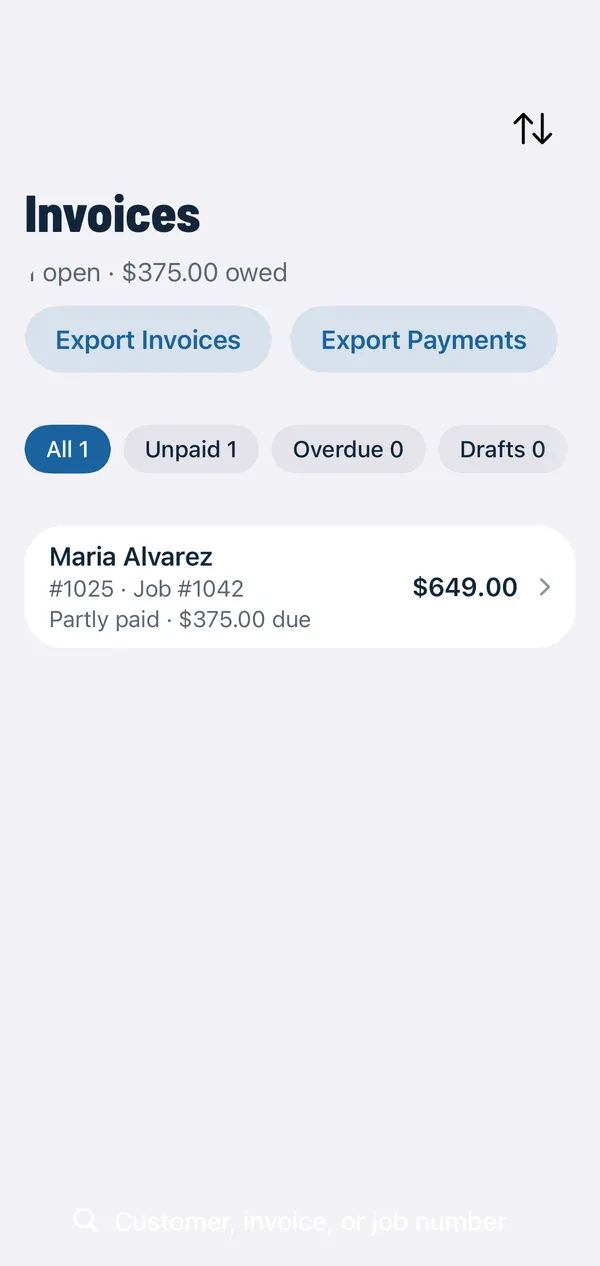 Invoices
open · $375.00 owed
Export Invoices Export Payments
All 1 Unpaid 1 Overdue 0 Drafts 0
Maria Alvarez
#1025 · Job #1042
$649.00
Partly paid · $375.00 due
Customer, invoice, or job number